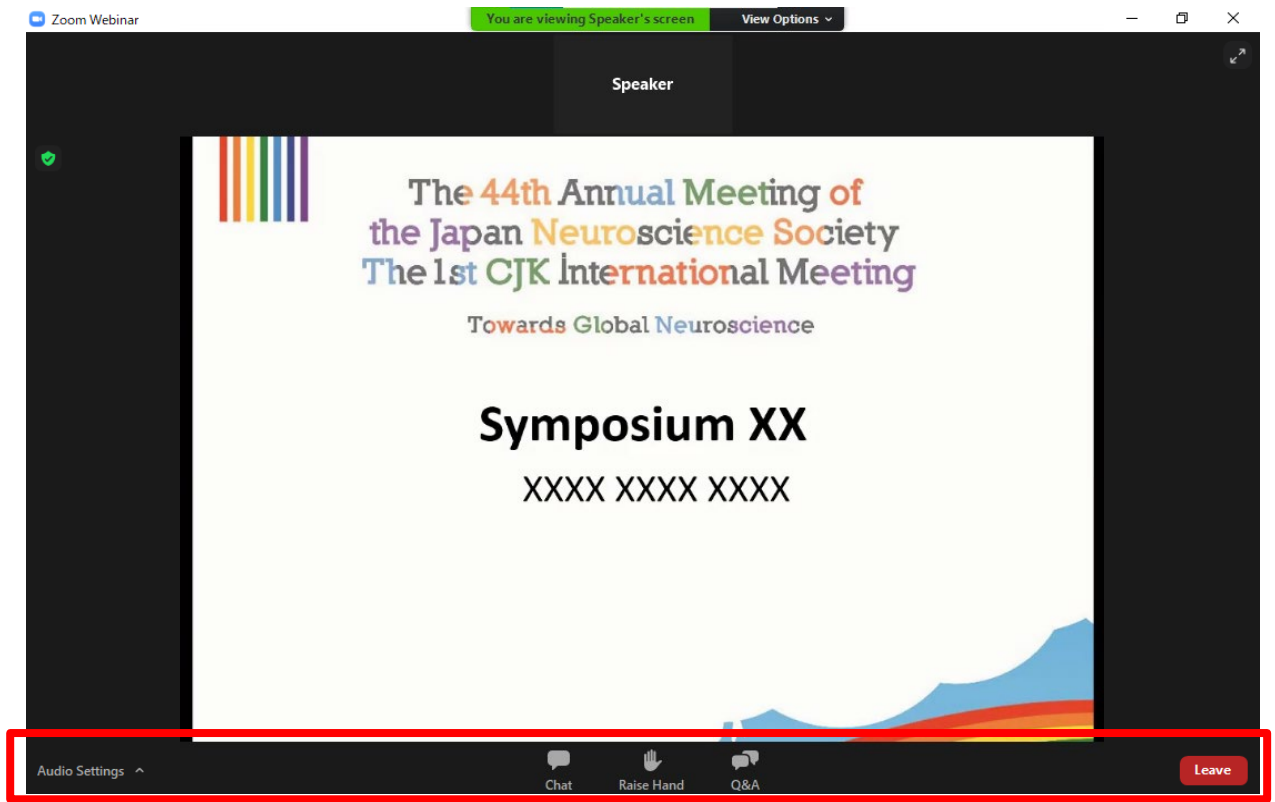 Zoom Webinar
You are viewing Speaker's screen
View Options
Speaker
The 44th Annual Meeting of
the Japan Neuroscience Society
The 1st CJK International Meeting
Towards Global Neuroscience
Symposium XX
XXXX XXXX XXXX
Audio Settings
Chat
Raise Hand
Q&A
Leave